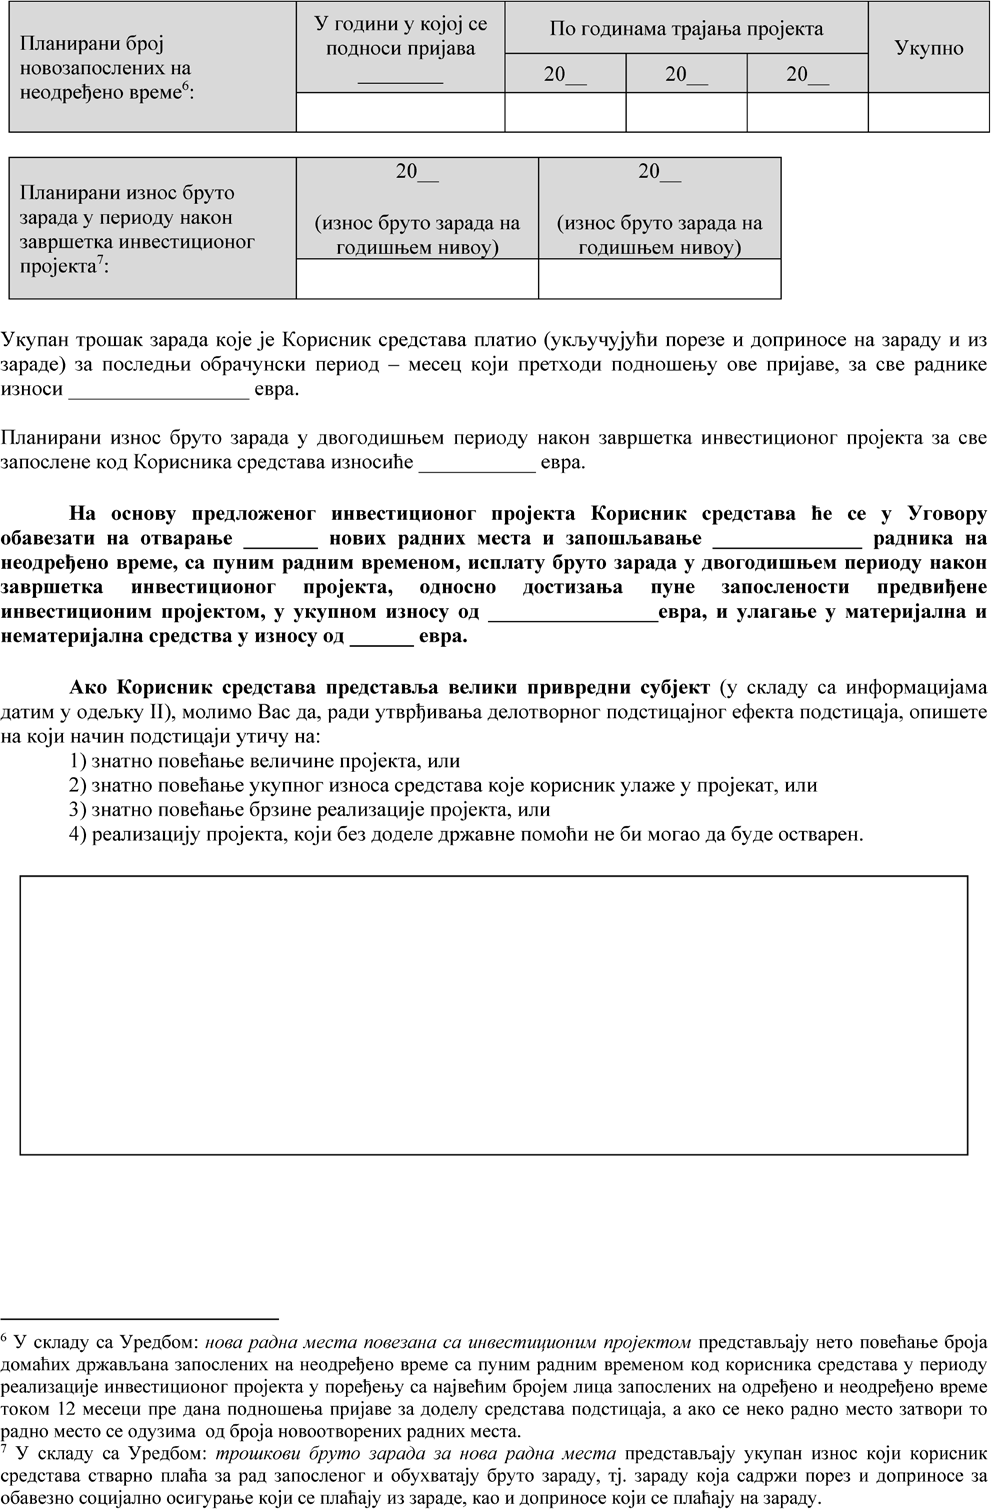 Планирани број
новозапослених на
неодређено време6:
У години у којој се
подноси пријава
________
По годинама трајања пројекта
20__ 20__ 20__
Укупно
Планирани износ бруто
зарада у периоду након
завршетка инвестиционог
пројекта7:
20__
(износ бруто зарада на
годишњем нивоу)
20__
(износ бруто зарада на
годишњем нивоу)
Укупан трошак зарада које је Корисник средстава платио (укључујући порезе и доприносе на зараду и из
зараде) за последњи обрачунски период – месец који претходи подношењу ове пријаве, за све раднике
износи _________________ евра.
Планирани износ бруто зарада у двогодишњем периоду након завршетка инвестиционог пројекта за све
запослене код Корисника средстава износиће ___________ евра.
На основу предложеног инвестиционог пројекта Корисник средстава ће се у Уговору
обавезати на отварање _______ нових радних места и запошљавање ______________ радника на
неодређено време, са пуним радним временом, исплату бруто зарада у двогодишњем периоду након
завршетка инвестиционог пројекта, односно достизања пуне запослености предвиђене
инвестиционим пројектом, у укупном износу од ________________евра, и улагање у материјална и
нематеријална средства у износу од ______ евра.
Ако Корисник средстава представља велики привредни субјект (у складу са информацијама
датим у одељку II), молимо Вас да, ради утврђивања делотворног подстицајног ефекта подстицаја, опишете
на који начин подстицаји утичу на:
1) знатно повећање величине пројекта, или
2) знатно повећање укупног износа средстава које корисник улаже у пројекат, или
3) знатно повећање брзине реализације пројекта, или
4) реализацију пројекта, који без доделе државне помоћи не би могао да буде остварен.
6 У складу са Уредбом: нова радна места повезана са инвестиционим пројектом представљају нето повећање броја
домаћих држављана запослених на неодређено време са пуним радним временом код корисника средстава у периоду
реализације инвестиционог пројекта у поређењу са највећим бројем лица запослених на одређено и неодређено време
током 12 месеци пре дана подношења пријаве за доделу средстава подстицаја, а ако се неко радно место затвори то
радно место се одузима од броја новоотворених радних места.
7 У складу са Уредбом: трошкови бруто зарада за нова радна места представљају укупан износ који корисник
средстава стварно плаћа за рад запосленог и обухватају бруто зараду, тј. зараду која садржи порез и доприносе за
обавезно социјално осигурање који се плаћају из зараде, као и доприносе који се плаћају на зараду.